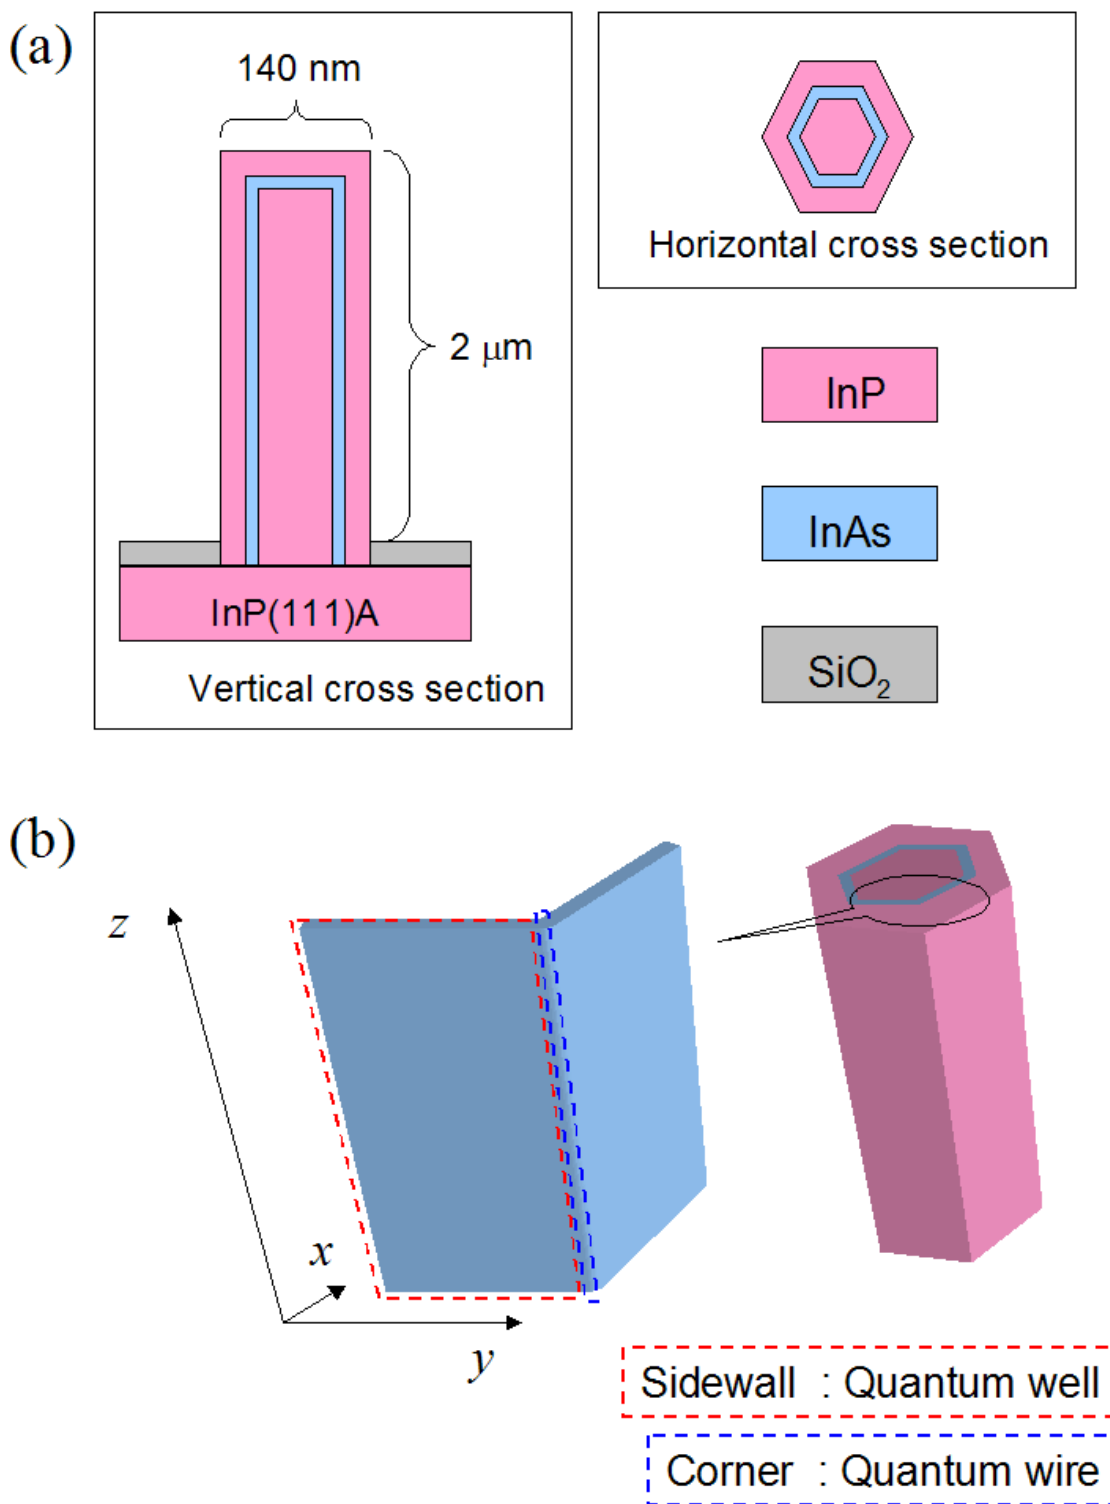 (a)
140 nm
2 μm
InP(111)A
Vertical cross section
Horizontal cross section
InP
InAs
SiO₂
(b)
z
x
y
Sidewall : Quantum well
Corner : Quantum wire